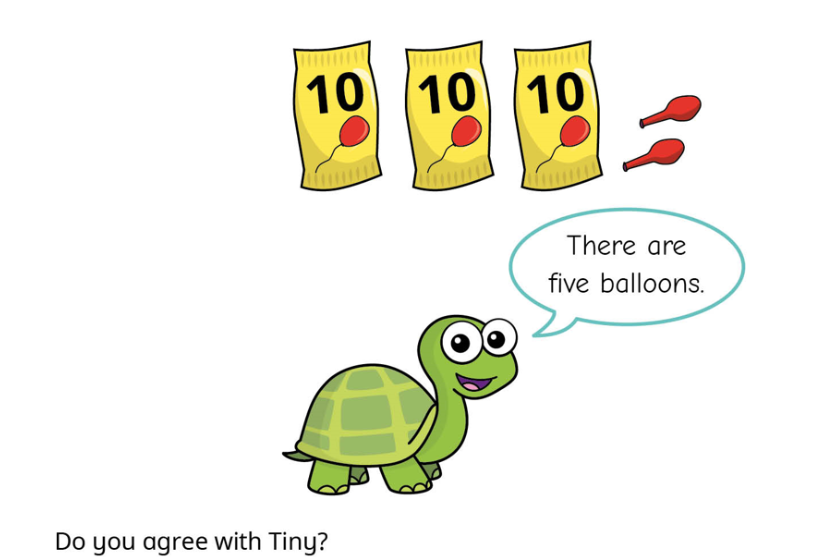 10 10 10
There are
five balloons.
Do you agree with Tiny?